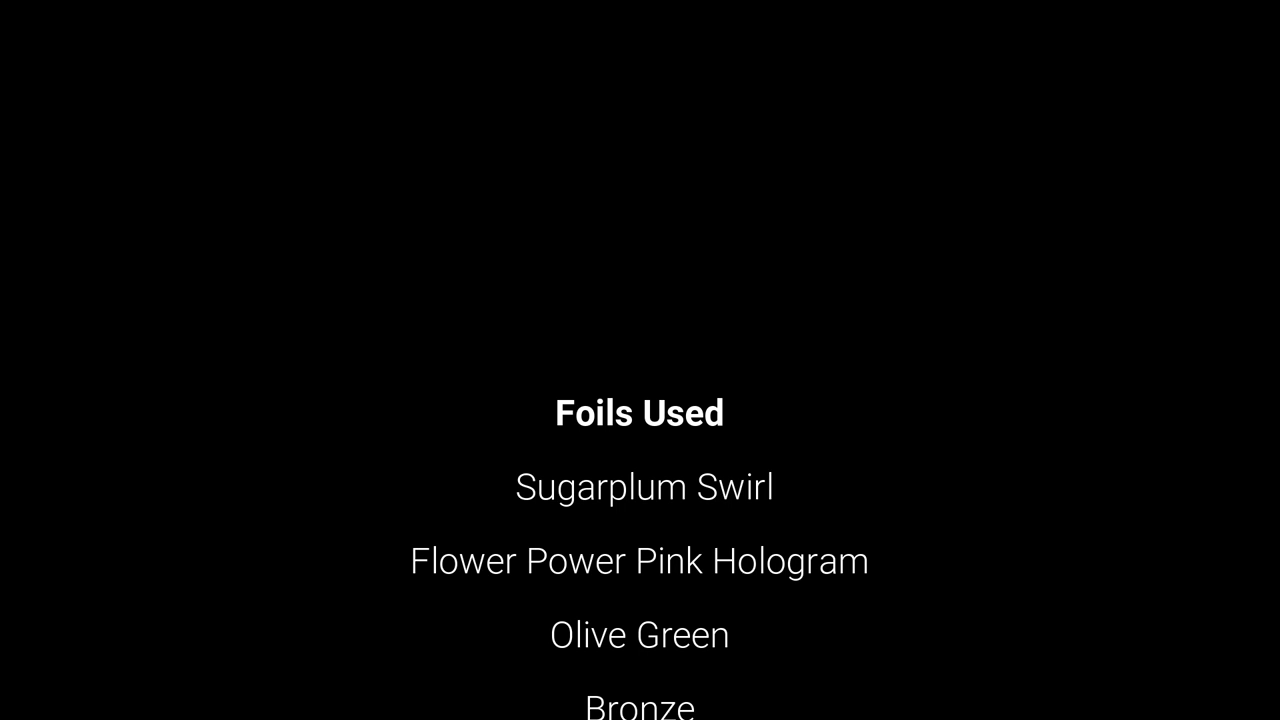 Foils Used
Sugarplum Swirl
Flower Power Pink Hologram
Olive Green
Bronze